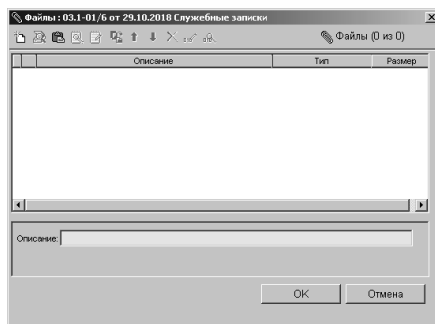 Файлы : 03.1-01/6 от 29.10.2018 Служебные записки
Файлы (0 из 0)
Описание Тип Размер
Описание:
OK Отмена